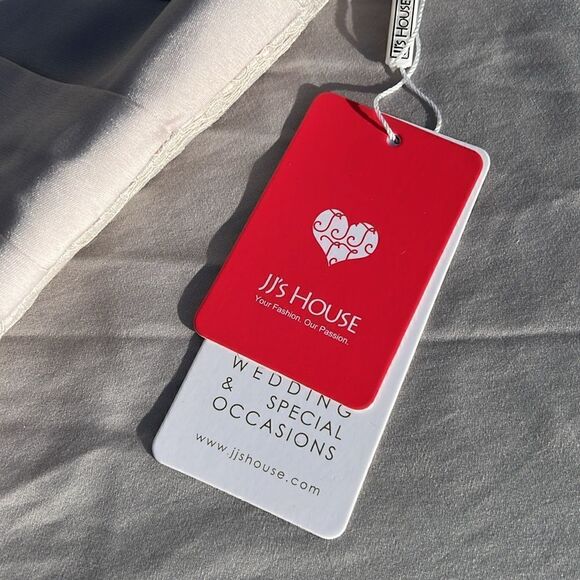 JJ's HOUSE
JJ's HOUSE
Your Fashion. Our Passion.
WEDDING
& SPECIAL
OCCASIONS
www.jjshouse.com